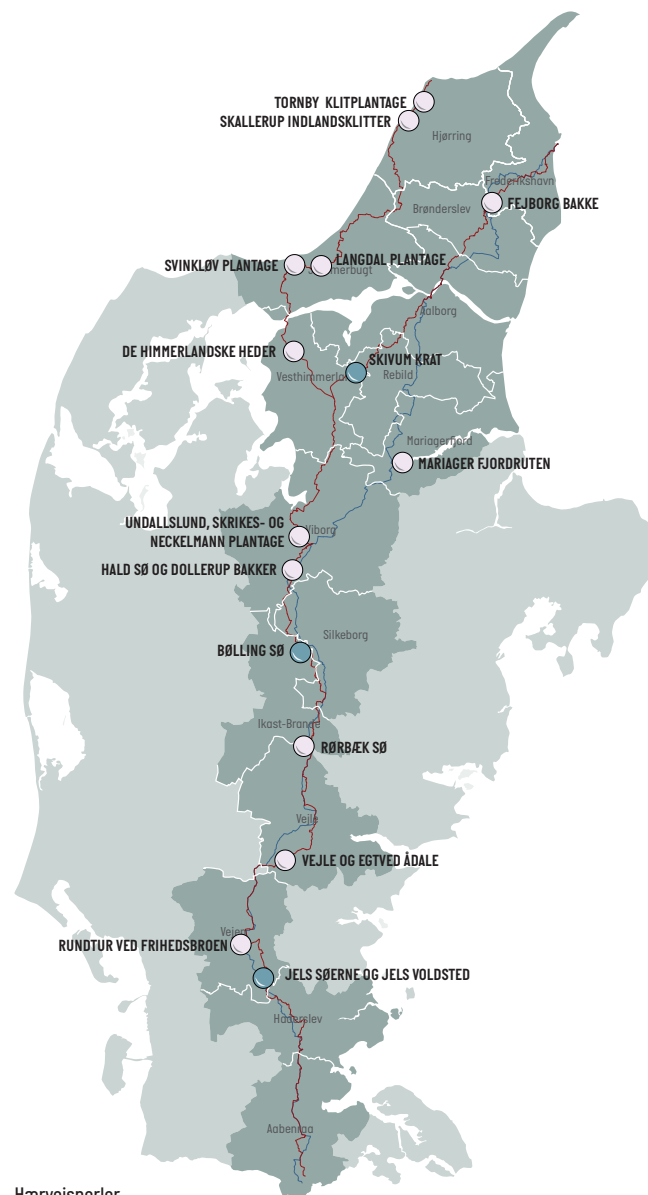 TORNBY KLITPLANTAGE
SKALLERUP INDLANDSKLITTER
Hjørring
Frederikshavn
Brønderslev
FEJBORG BAKKE
SVINKLØV PLANTAGE
LANGDAL PLANTAGE
Aalborg
DE HIMMERLANDSKE HEDER
SKIVUM KRAT
Rebild
Mariagerfjord
MARIAGER FJORDRUTEN
UNDALLSLUND, SKRIKES- OG
NECKELMANN PLANTAGE
Viborg
HALD SØ OG DOLLERUP BAKKER
Silkeborg
BØLLING SØ
Ikast-Brande
RØRBÆK SØ
Vejle
VEJLE OG EGTVED ÅDALE
Vejen
RUNDTUR VED FRIHEDSBROEN
JELS SØERNE OG JELS VOLDSTED
Haderslev
Aabenraa
Hærvejsperler